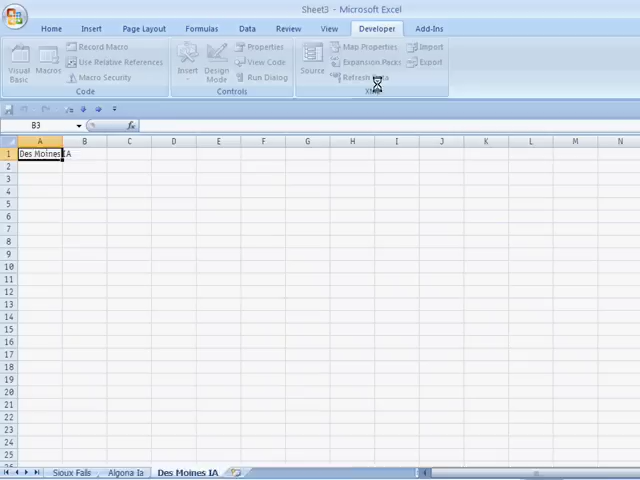 Sheet3 - Microsoft Excel
Home Insert Page Layout Formulas Data Review View Developer Add-Ins
Visual Basic
Macros
Record Macro
Use Relative References
Macro Security
Code
Insert
Design Mode
Properties
View Code
Run Dialog
Controls
Source
Map Properties
Expansion Packs
Refresh
Import
Export
B3
A B C D E F G H I J K L M N
1 Des Moines IA
2
3
4
5
6
7
8
9
10
11
12
13
14
15
16
17
18
19
20
21
22
23
24
25
Sioux Falls Algona Ia Des Moines IA